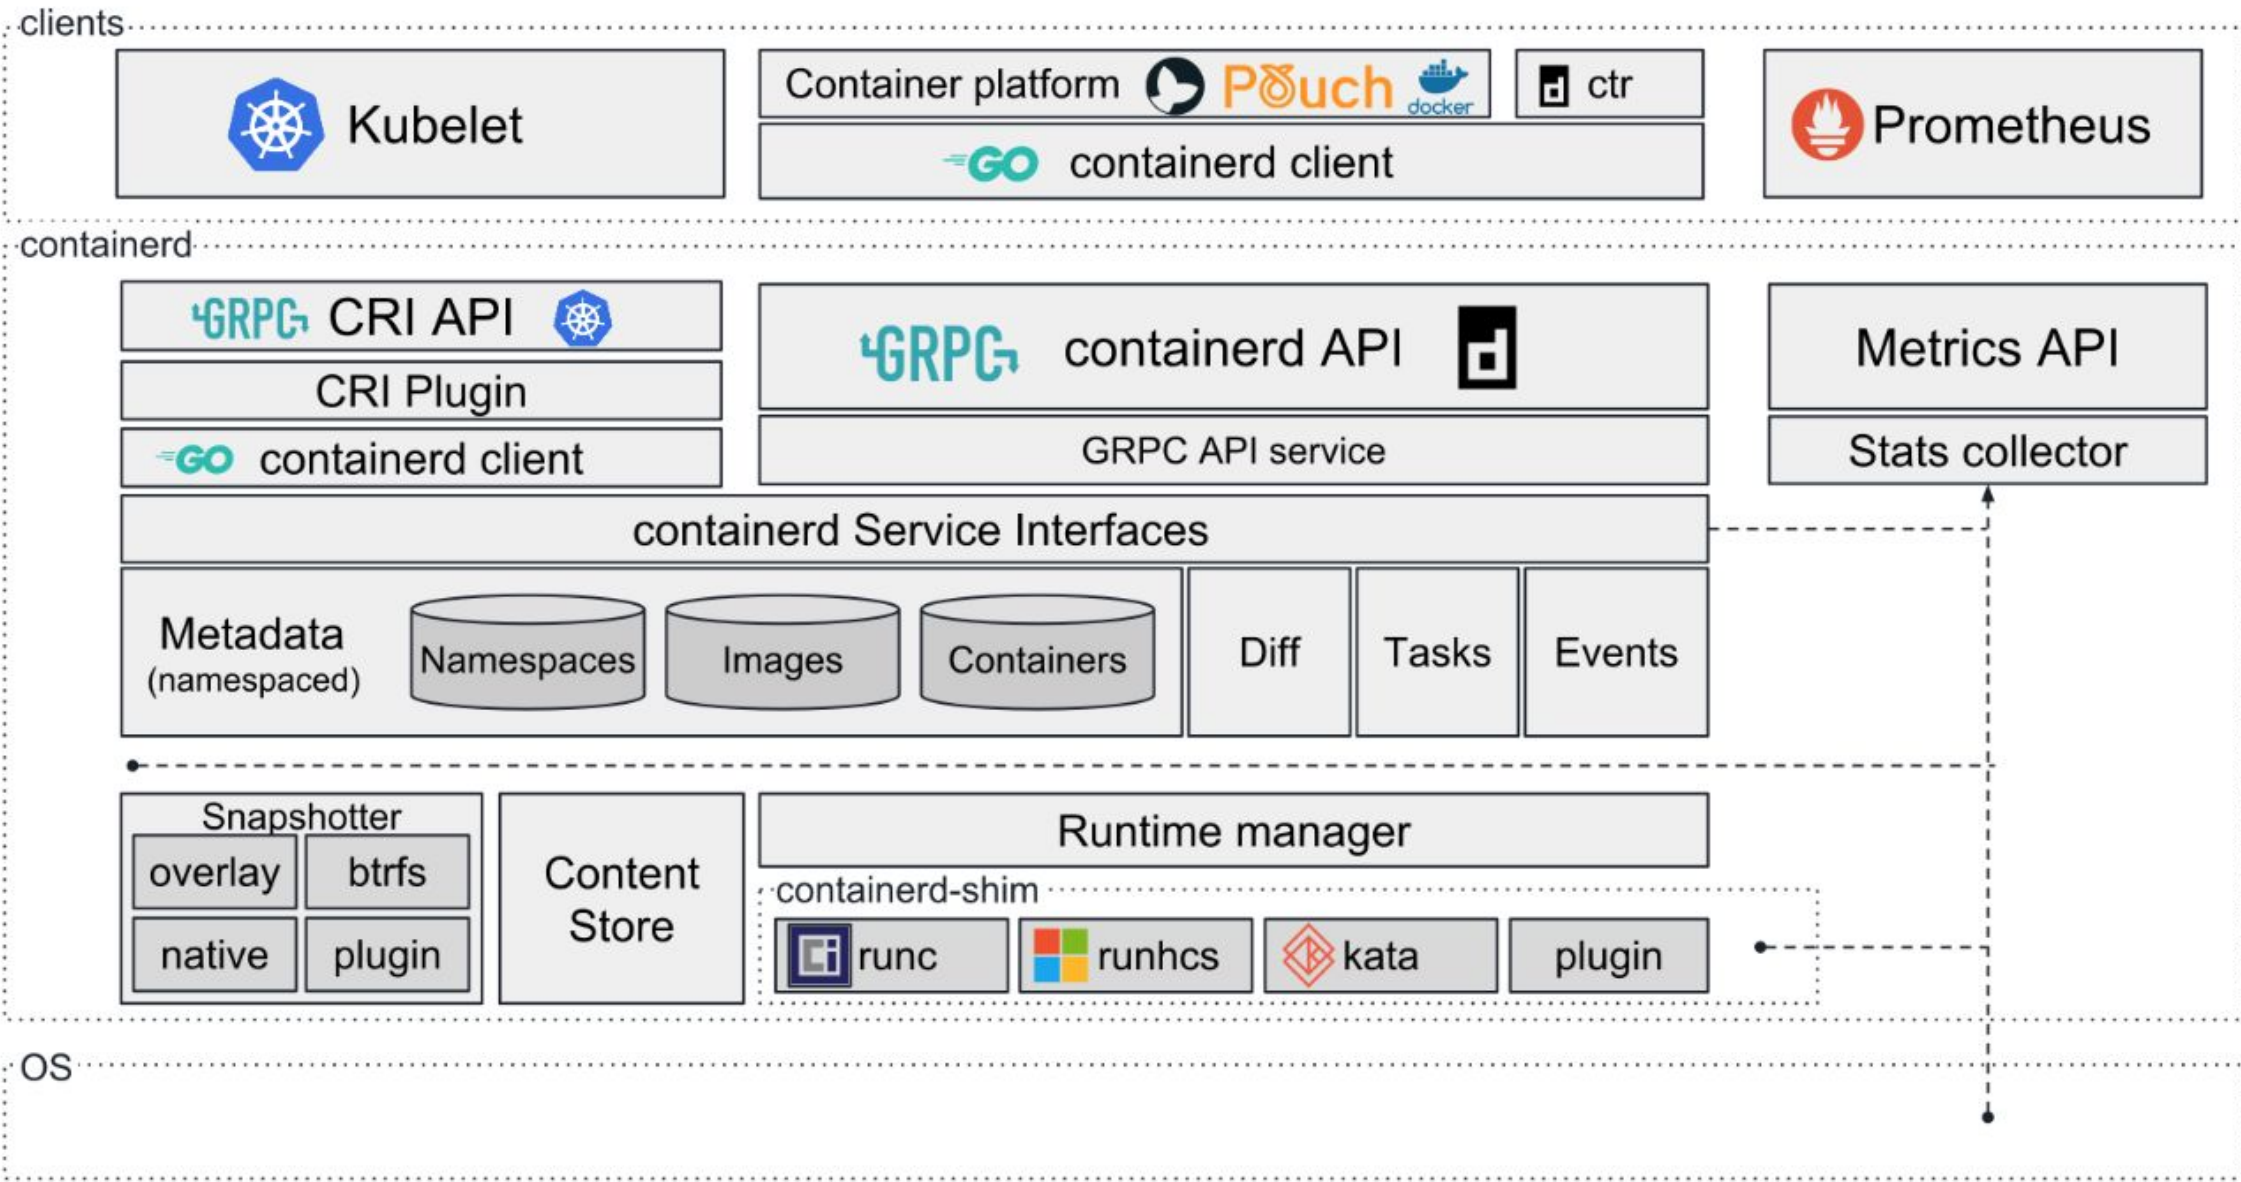 clients
Kubelet
Container platform Pouch docker
ctr
GO containerd client
Prometheus
containerd
GRPC CRI API
CRI Plugin
GO containerd client
GRPC containerd API d
GRPC API service
Metrics API
Stats collector
containerd Service Interfaces
Metadata
(namespaced)
Namespaces
Images
Containers
Diff
Tasks
Events
Snapshotter
overlay
btrfs
native
plugin
Content
Store
Runtime manager
containerd-shim
Ci runc
runhcs
kata
plugin
OS